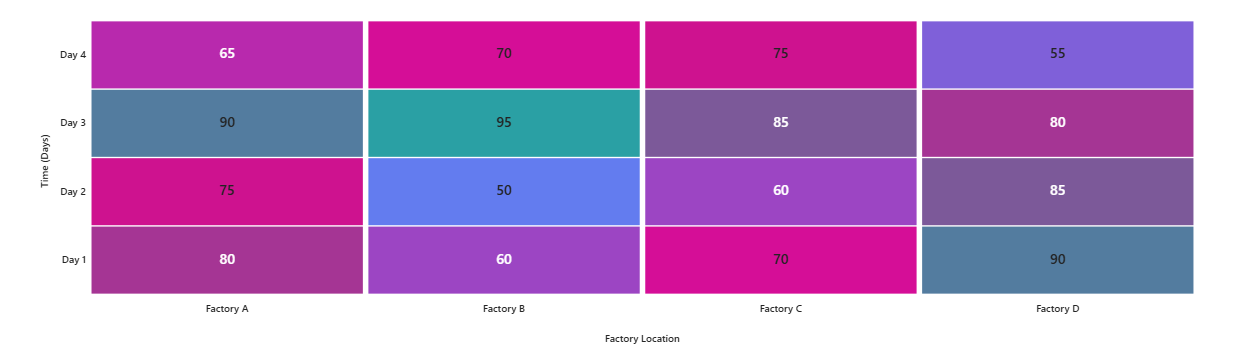 Day 4
65
70
75
55
Day 3
90
95
85
80
Time (Days)
Day 2
75
50
60
85
Day 1
80
60
70
90
Factory A
Factory B
Factory C
Factory D
Factory Location